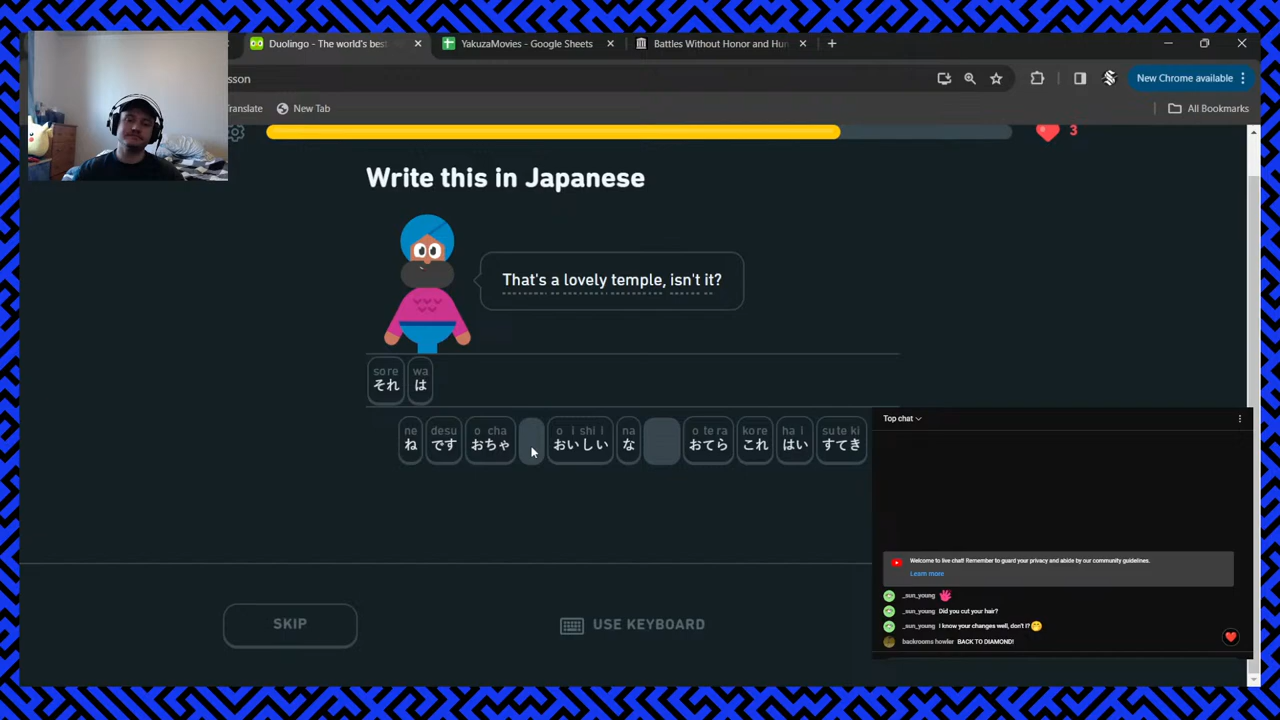 Duolingo - The world's best
YakuzaMovies - Google Sheets
Battles Without Honor and Hun
sson
New Chrome available
Translate
New Tab
All Bookmarks
3
Write this in Japanese
That's a lovely temple, isn't it?
sore wa
それ は
ne desu o cha o i shi i na o te ra kore ha i su te ki
ね です おちゃ おいしい な おてら これ はい すてき
SKIP
USE KEYBOARD
Top chat
Welcome to live chat! Remember to guard your privacy and abide by our community guidelines.
Learn more
_sun_young
_sun_young Did you cut your hair?
_sun_young I know your changes well, don't I?
backrooms howler BACK TO DIAMOND!